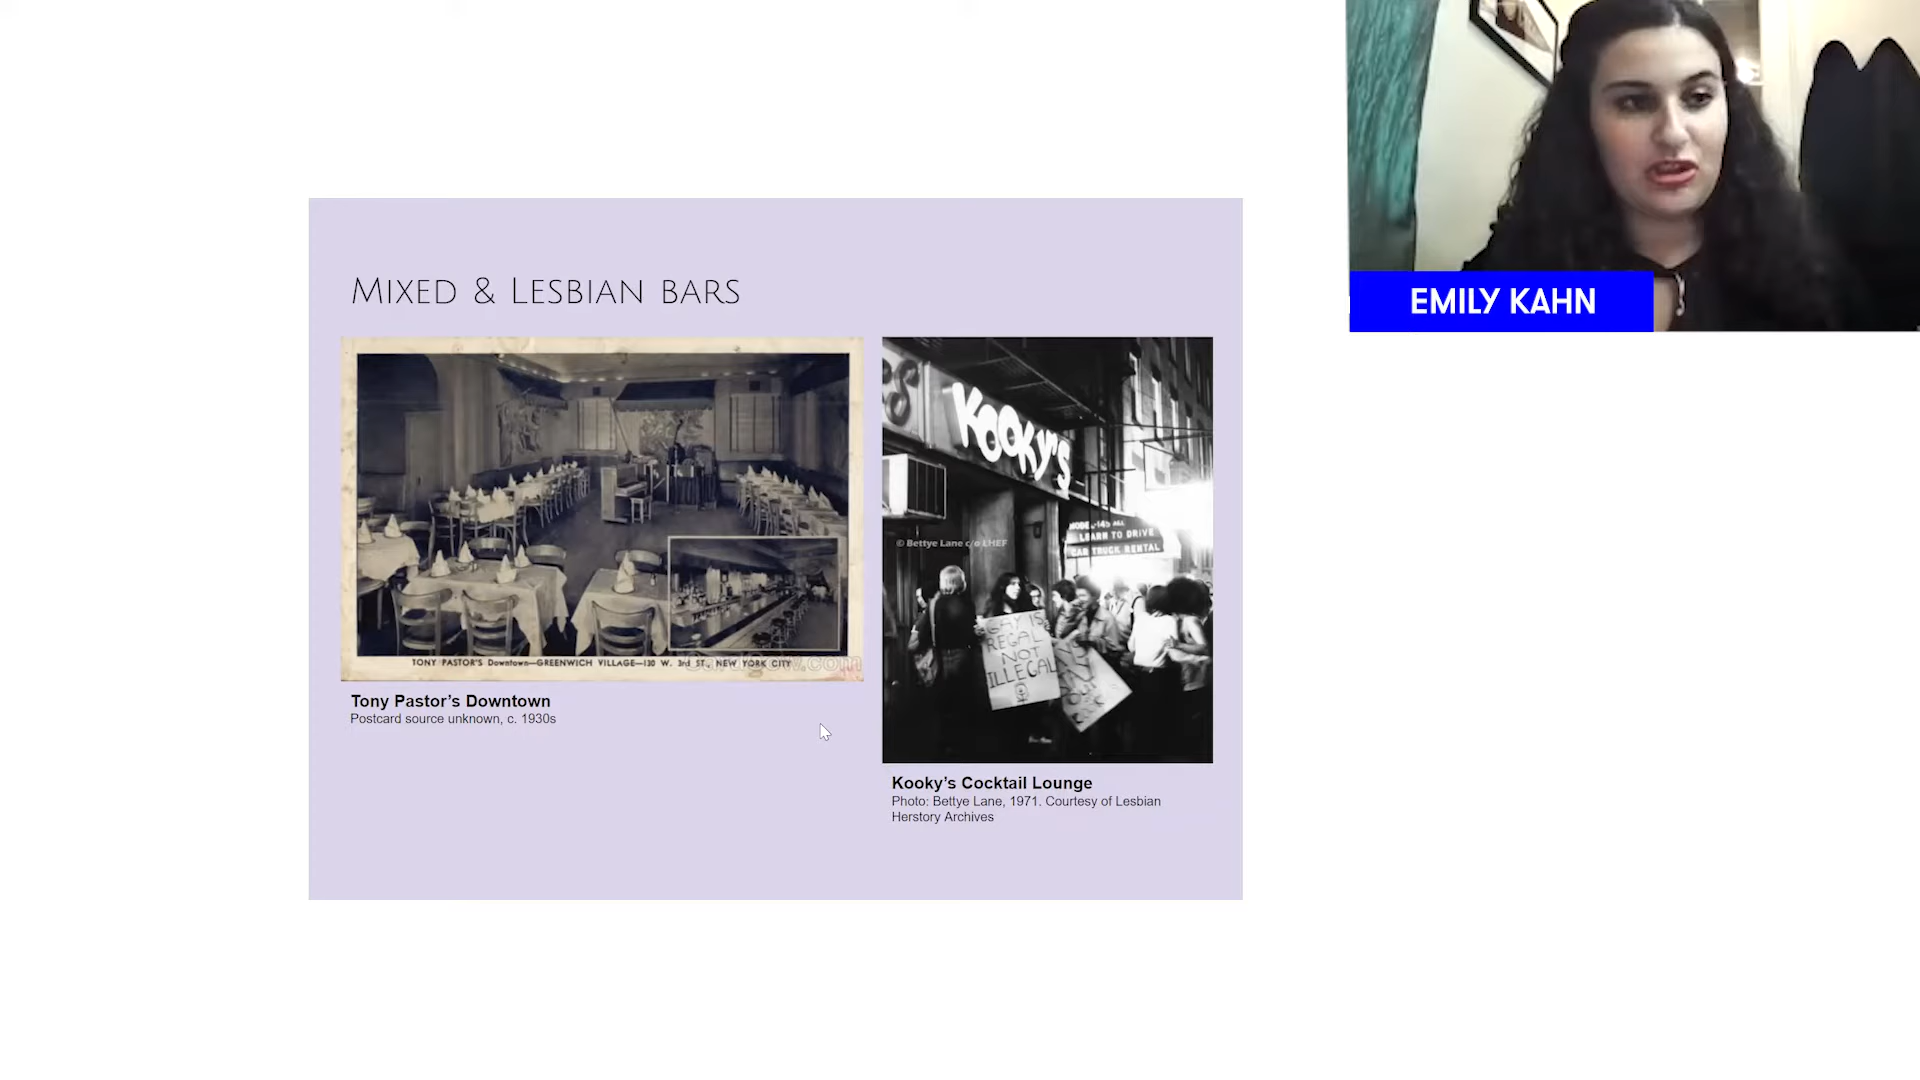 EMILY KAHN
MIXED & LESBIAN BARS
TONY PASTOR'S Downtown—GREENWICH VILLAGE—130 W. 3rd ST., NEW YORK CITY
Tony Pastor's Downtown
Postcard source unknown, c. 1930s
KOOKY'S
LEARN TO DRIVE
CAR TRUCK RENTAL
© Bettye Lane c/o LHEF
GAY IS
REGAL
NOT
ILLEGAL
Kooky's Cocktail Lounge
Photo: Bettye Lane, 1971. Courtesy of Lesbian
Herstory Archives